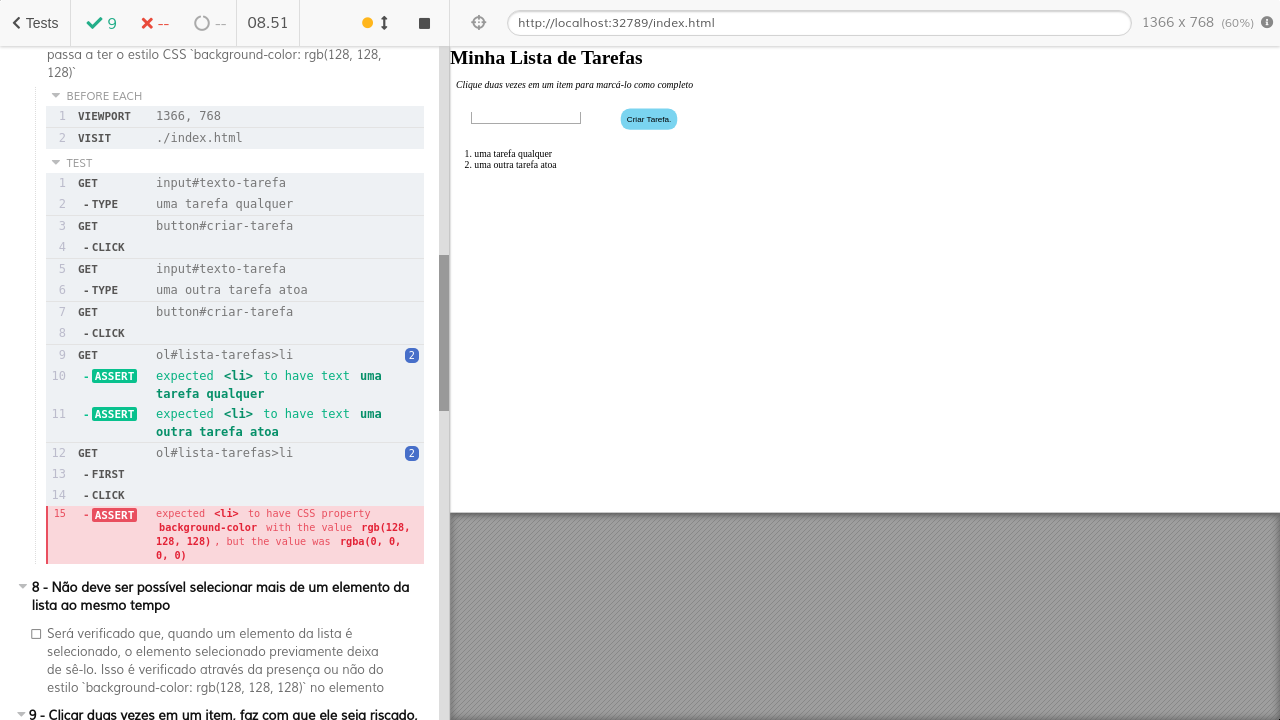 Tests 9 -- -- 08.51
http://localhost:32789/index.html 1366 x 768 (60%)
passa a ter o estilo CSS `background-color: rgb(128, 128,
128)`
BEFORE EACH
1 VIEWPORT 1366, 768
2 VISIT ./index.html
TEST
1 GET input#texto-tarefa
2 -TYPE uma tarefa qualquer
3 GET button#criar-tarefa
4 -CLICK
5 GET input#texto-tarefa
6 -TYPE uma outra tarefa atoa
7 GET button#criar-tarefa
8 -CLICK
9 GET ol#lista-tarefas>li 2
10 -ASSERT expected <li> to have text uma
tarefa qualquer
11 -ASSERT expected <li> to have text uma
outra tarefa atoa
12 GET ol#lista-tarefas>li 2
13 -FIRST
14 -CLICK
15 -ASSERT expected <li> to have CSS property
background-color with the value rgb(128,
128, 128), but the value was rgba(0, 0,
0, 0)
8 - Não deve ser possível selecionar mais de um elemento da
lista ao mesmo tempo
Será verificado que, quando um elemento da lista é
selecionado, o elemento selecionado previamente deixa
de sê-lo. Isso é verificado através da presença ou não do
estilo `background-color: rgb(128, 128, 128)` no elemento
9 - Clicar duas vezes em um item, faz com que ele seja riscado,
Minha Lista de Tarefas
Clique duas vezes em um item para marcá-lo como completo
Criar Tarefa.
1. uma tarefa qualquer
2. uma outra tarefa atoa